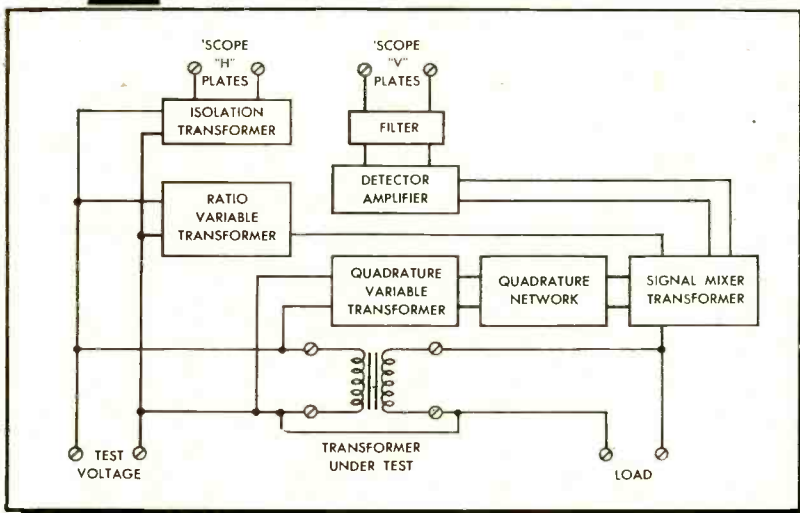 'SCOPE
"H"
PLATES
'SCOPE
"V"
PLATES
ISOLATION
TRANSFORMER
FILTER
DETECTOR
AMPLIFIER
RATIO
VARIABLE
TRANSFORMER
QUADRATURE
VARIABLE
TRANSFORMER
QUADRATURE
NETWORK
SIGNAL MIXER
TRANSFORMER
TEST
VOLTAGE
TRANSFORMER
UNDER TEST
LOAD